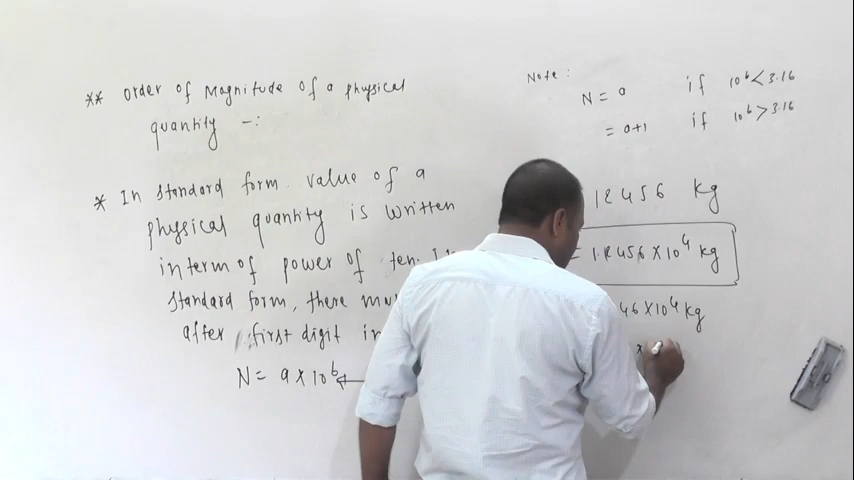 ** Order of Magnitude of a physical
quantity -:
* In standard form. value of a
physical quantity is written
in term of power of ten.
standard form, there
after first digit in
N = a x 10^b
Note:
N = a if 10^b < 3.16
= a+1 if 10^b > 3.16
12456 kg
= 1.2456 x 10^4 kg
46 x 10^4 kg
x